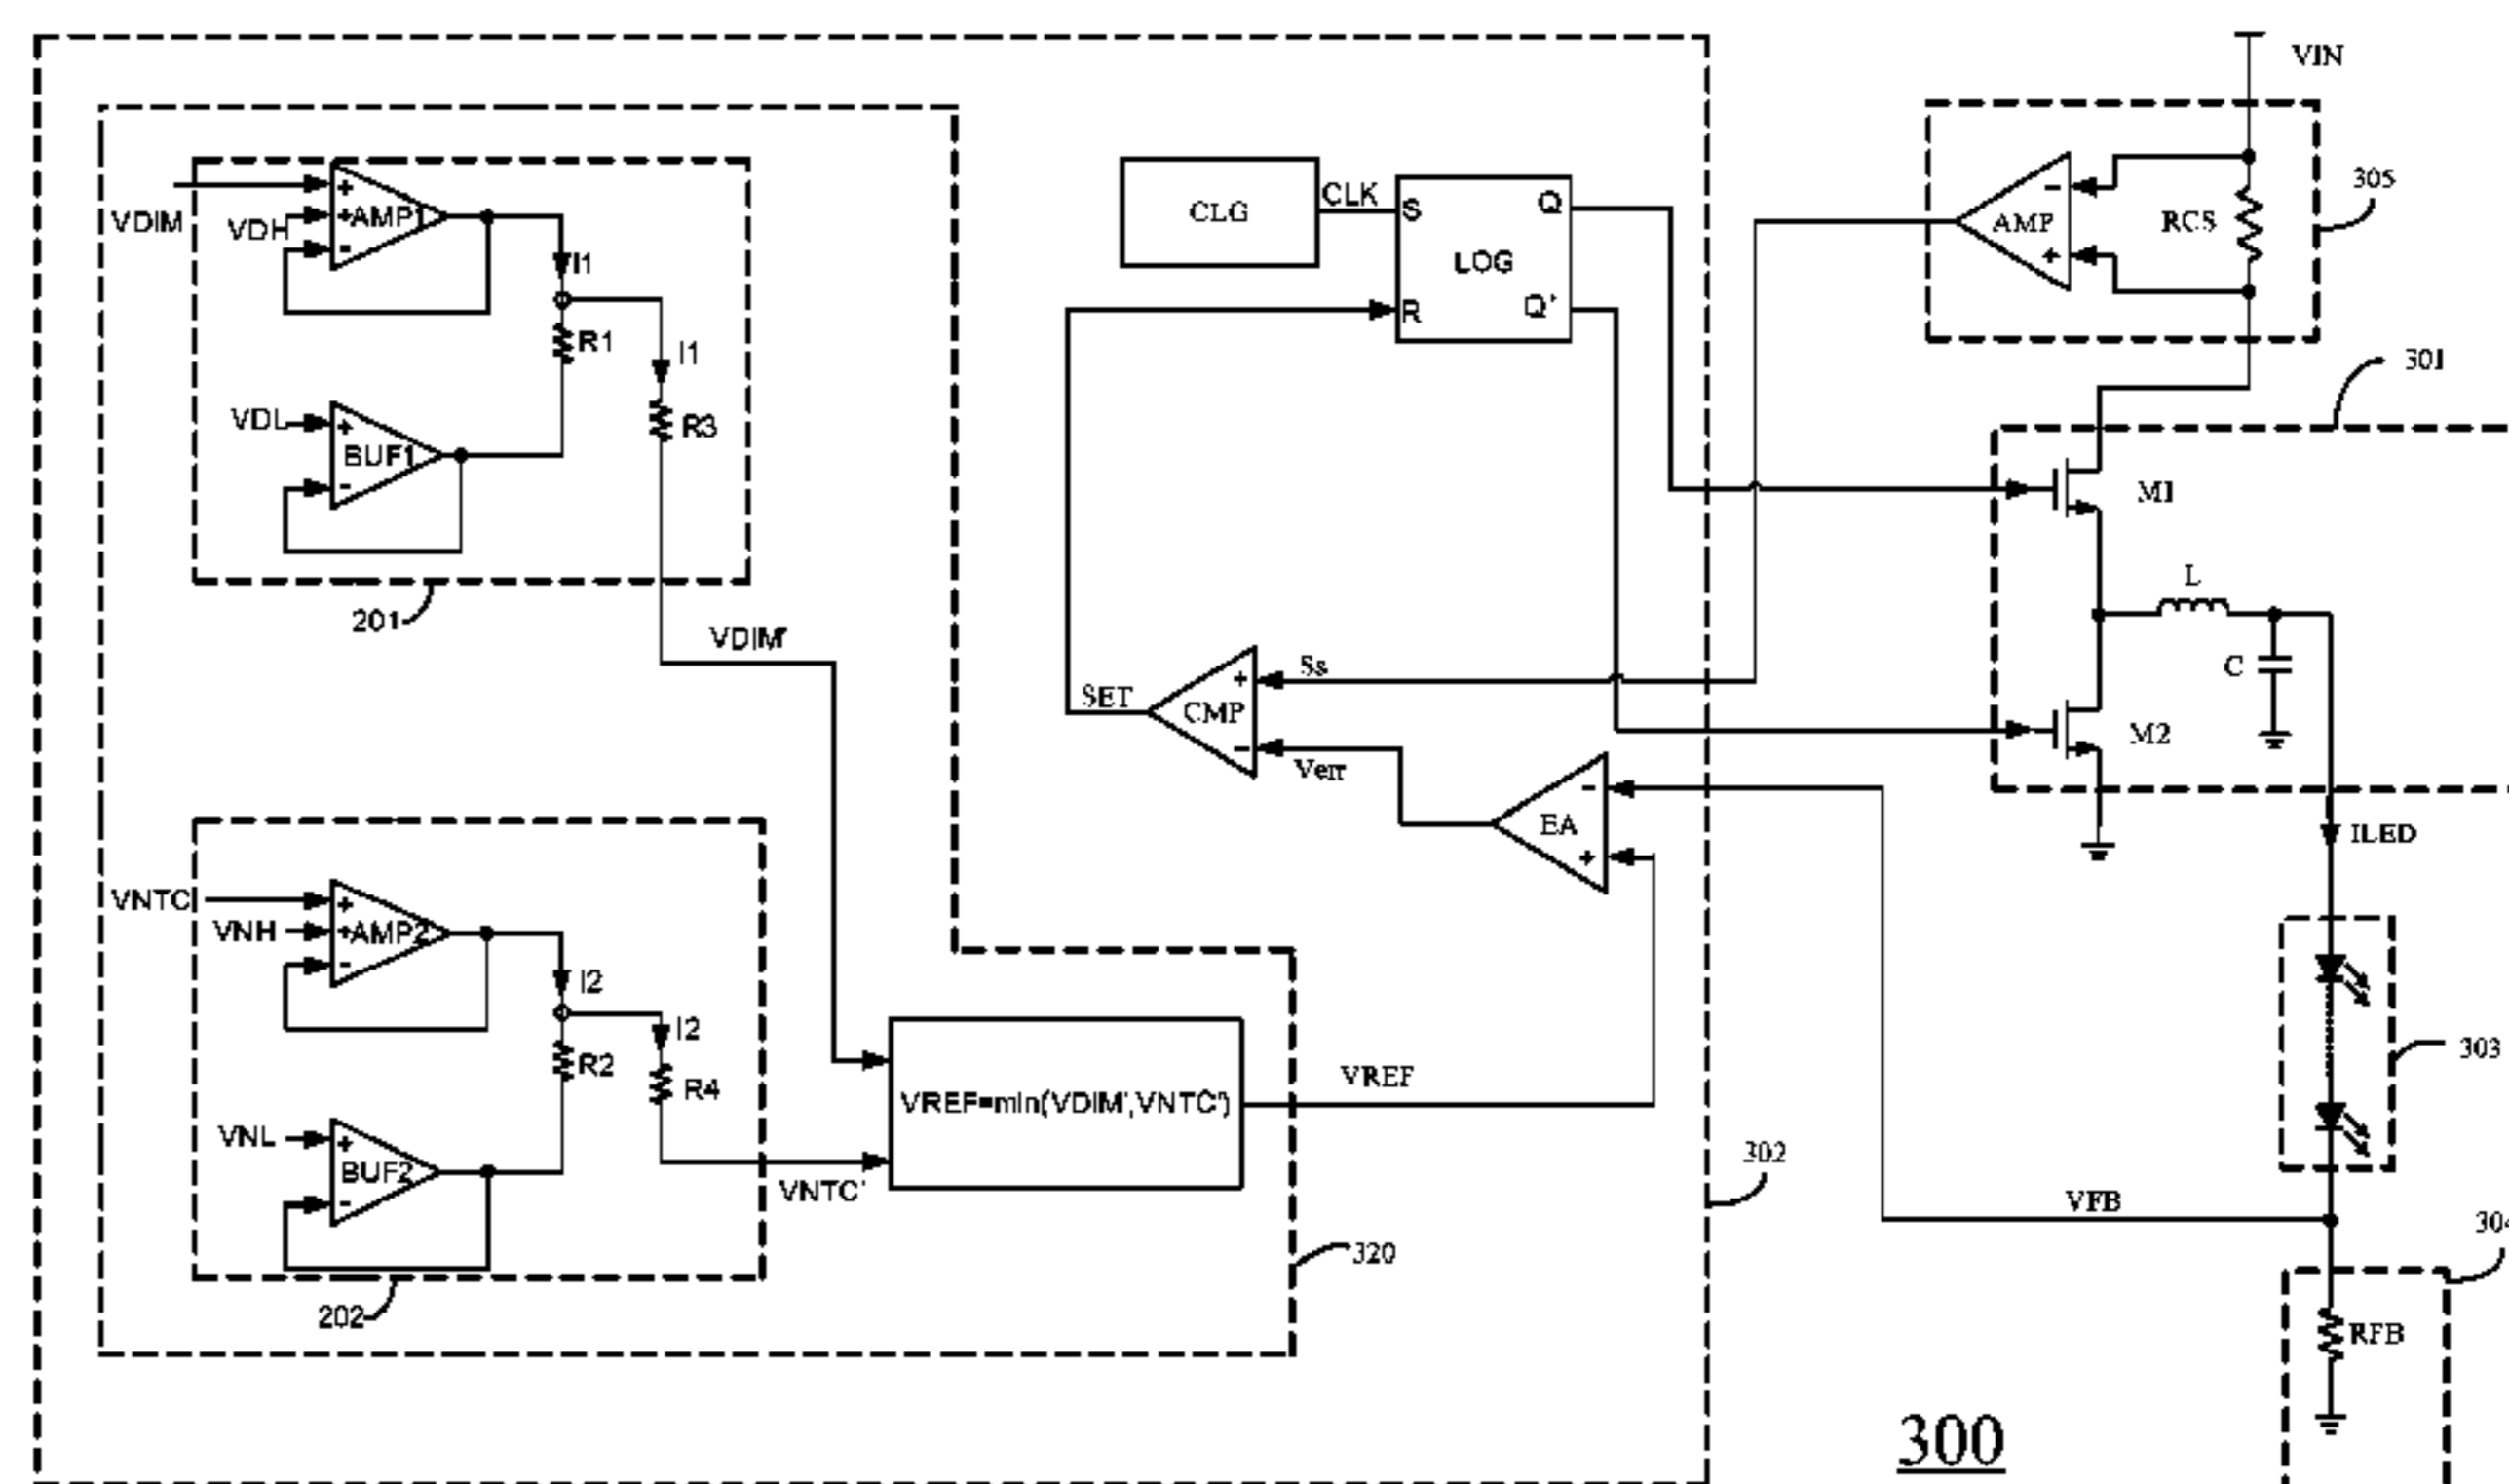 VIN
CLG
CLK
S
Q
LOG
R
Q'
-
AMP
+
RCS
305
VDIM
VDH
+
+AMP1
-
I1
R1
I1
R3
VDL
+
BUF1
-
201
VDIM'
301
M1
L
C
M2
SET
+
CMP
-
Ss
Verr
-
EA
+
ILED
VNTC
VNH
+
+AMP2
-
I2
R2
I2
R4
VNL
+
BUF2
-
202
VNTC'
VREF=min(VDIM',VNTC')
VREF
302
320
303
VFB
304
RFB
300